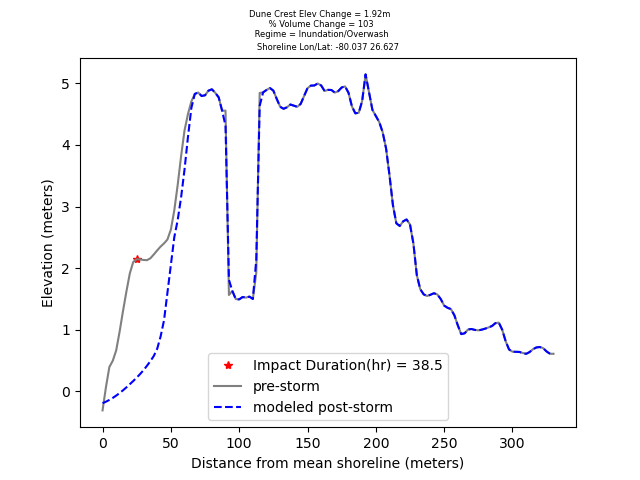 Dune Crest Elev Change = 1.92m
% Volume Change = 103
Regime = Inundation/Overwash
Shoreline Lon/Lat: -80.037 26.627
5
4
3
2
1
0
Elevation (meters)
Impact Duration(hr) = 38.5
pre-storm
modeled post-storm
0 50 100 150 200 250 300
Distance from mean shoreline (meters)